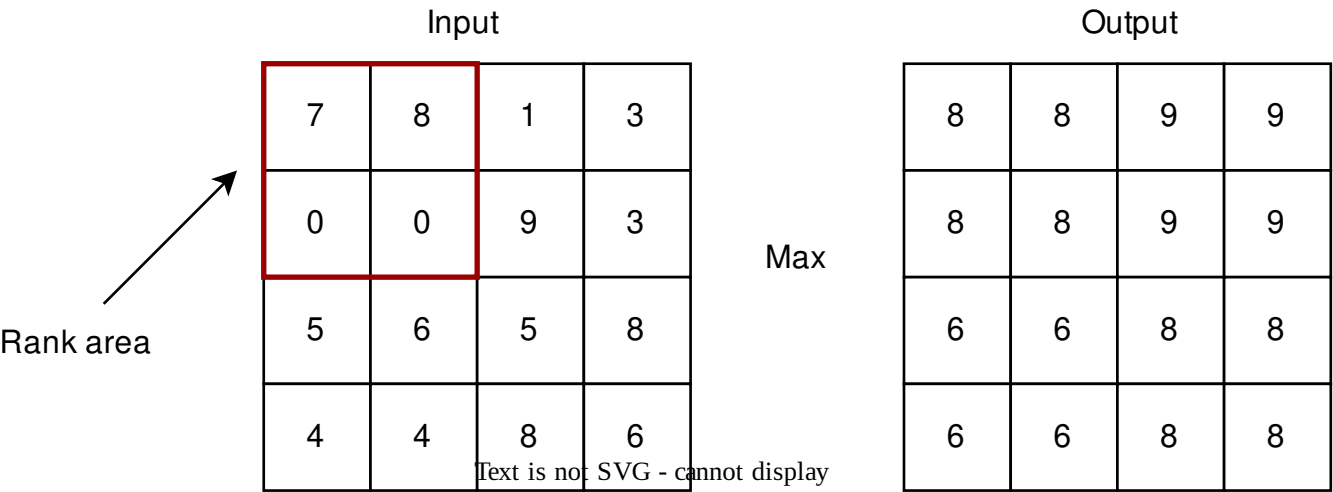 Input Output
7 8 1 3 8 8 9 9
0 0 9 3 8 8 9 9
Max
Rank area
5 6 5 8 6 6 8 8
4 4 8 6 6 6 8 8
Text is not SVG - cannot display